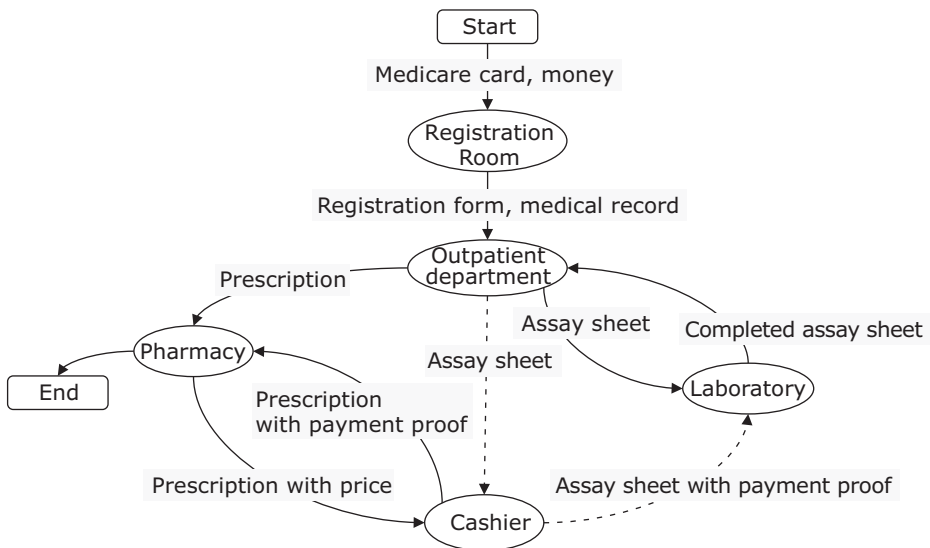 Start
Medicare card, money
Registration
Room
Registration form, medical record
Outpatient
department
Prescription
Assay sheet
Completed assay sheet
Pharmacy
Assay sheet
End
Laboratory
Prescription
with payment proof
Prescription with price
Assay sheet with payment proof
Cashier